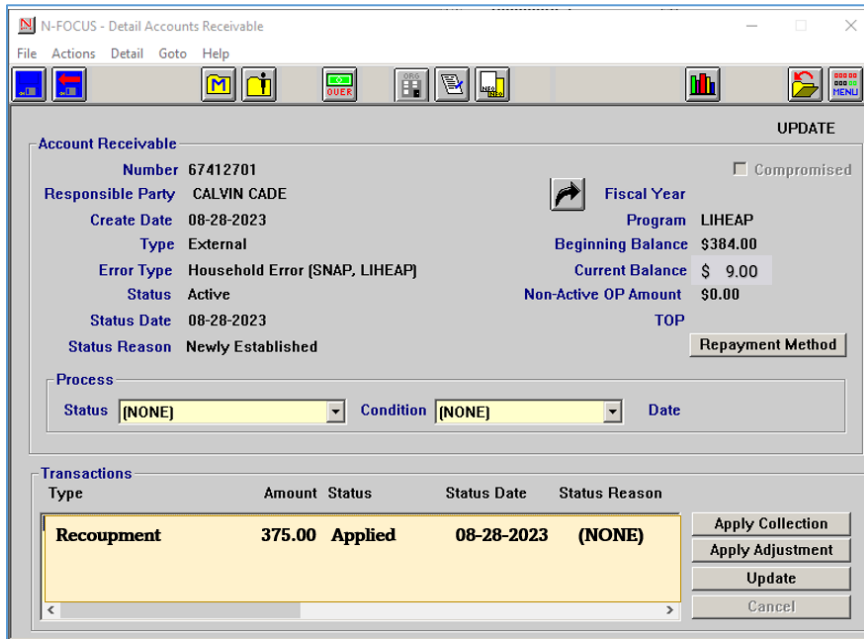 N-FOCUS - Detail Accounts Receivable
File Actions Detail Goto Help
M OVER ORG INFO INFO MENU
UPDATE
Account Receivable
Number 67412701 Compromised
Responsible Party CALVIN CADE Fiscal Year
Create Date 08-28-2023 Program LIHEAP
Type External Beginning Balance $384.00
Error Type Household Error (SNAP, LIHEAP) Current Balance $ 9.00
Status Active Non-Active OP Amount $0.00
Status Date 08-28-2023 TOP
Status Reason Newly Established Repayment Method
Process
Status (NONE) Condition (NONE) Date
Transactions
Type Amount Status Status Date Status Reason
Recoupment 375.00 Applied 08-28-2023 (NONE)
Apply Collection
Apply Adjustment
Update
Cancel